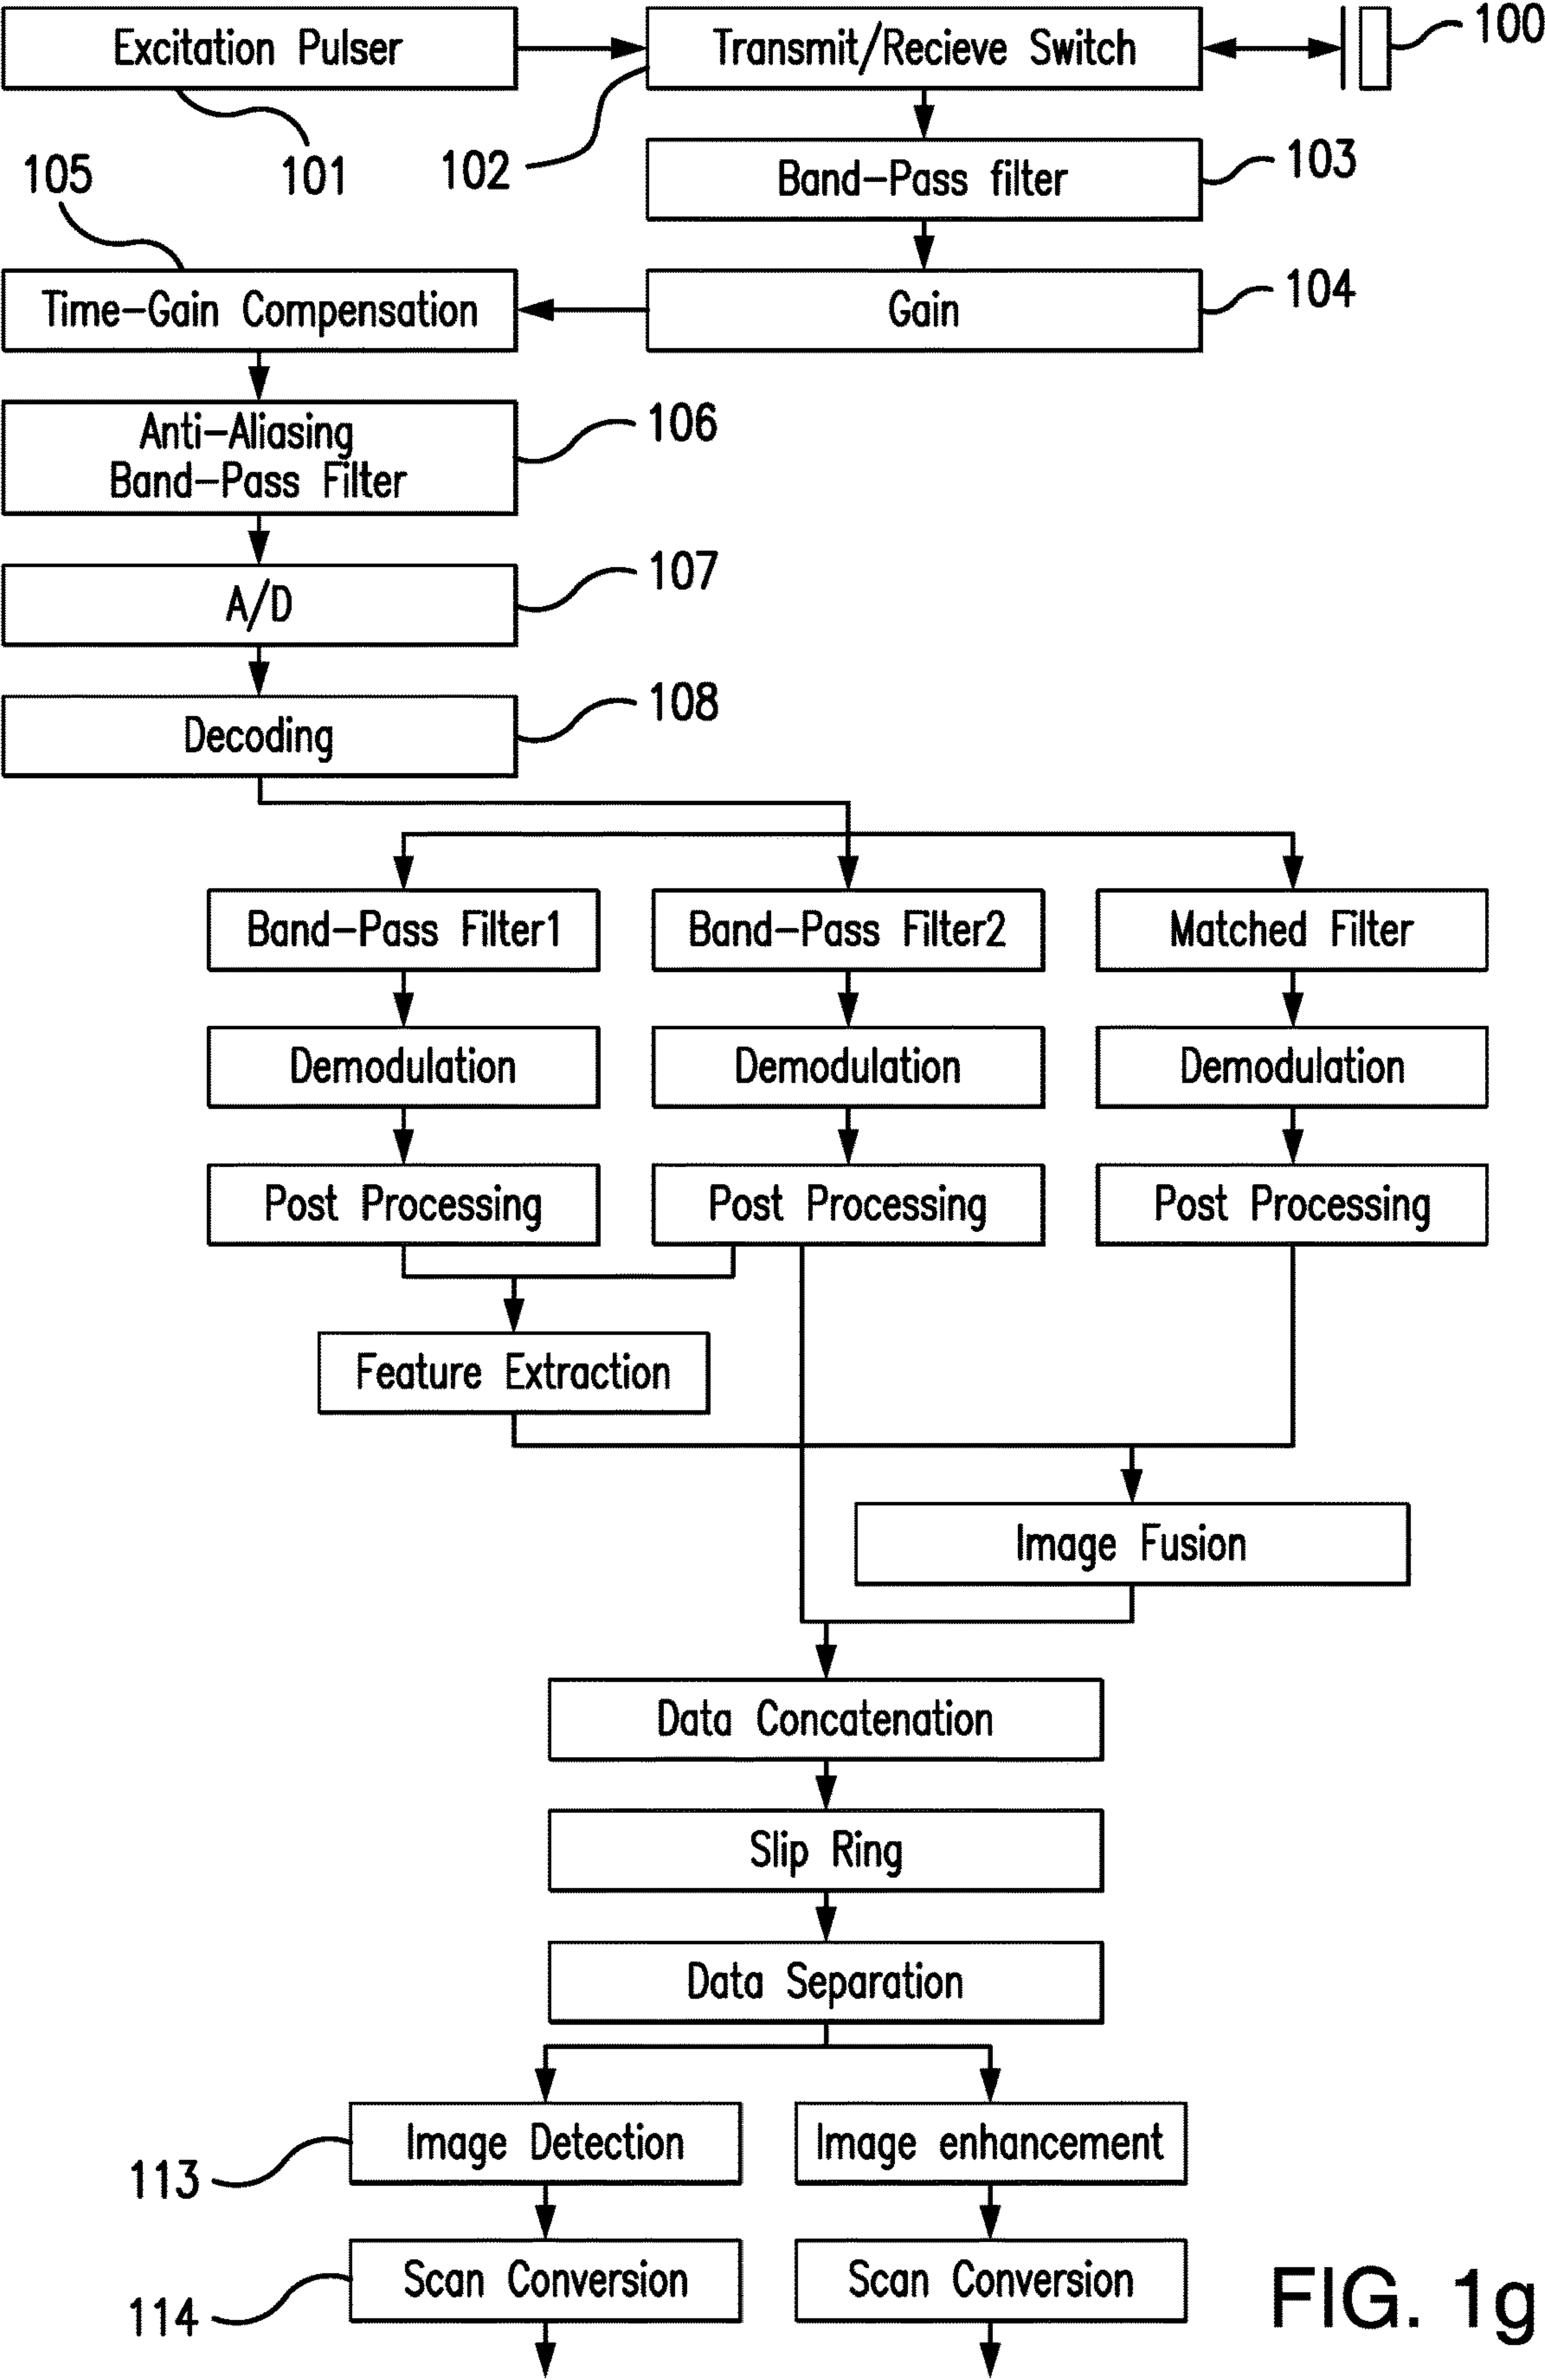 Excitation Pulser
Transmit/Recieve Switch
100
101
102
Band-Pass filter
103
105
Time-Gain Compensation
Gain
104
Anti-Aliasing
Band-Pass Filter
106
A/D
107
Decoding
108
Band-Pass Filter1
Band-Pass Filter2
Matched Filter
Demodulation
Demodulation
Demodulation
Post Processing
Post Processing
Post Processing
Feature Extraction
Image Fusion
Data Concatenation
Slip Ring
Data Separation
Image Detection
Image enhancement
113
Scan Conversion
Scan Conversion
114
FIG. 1g